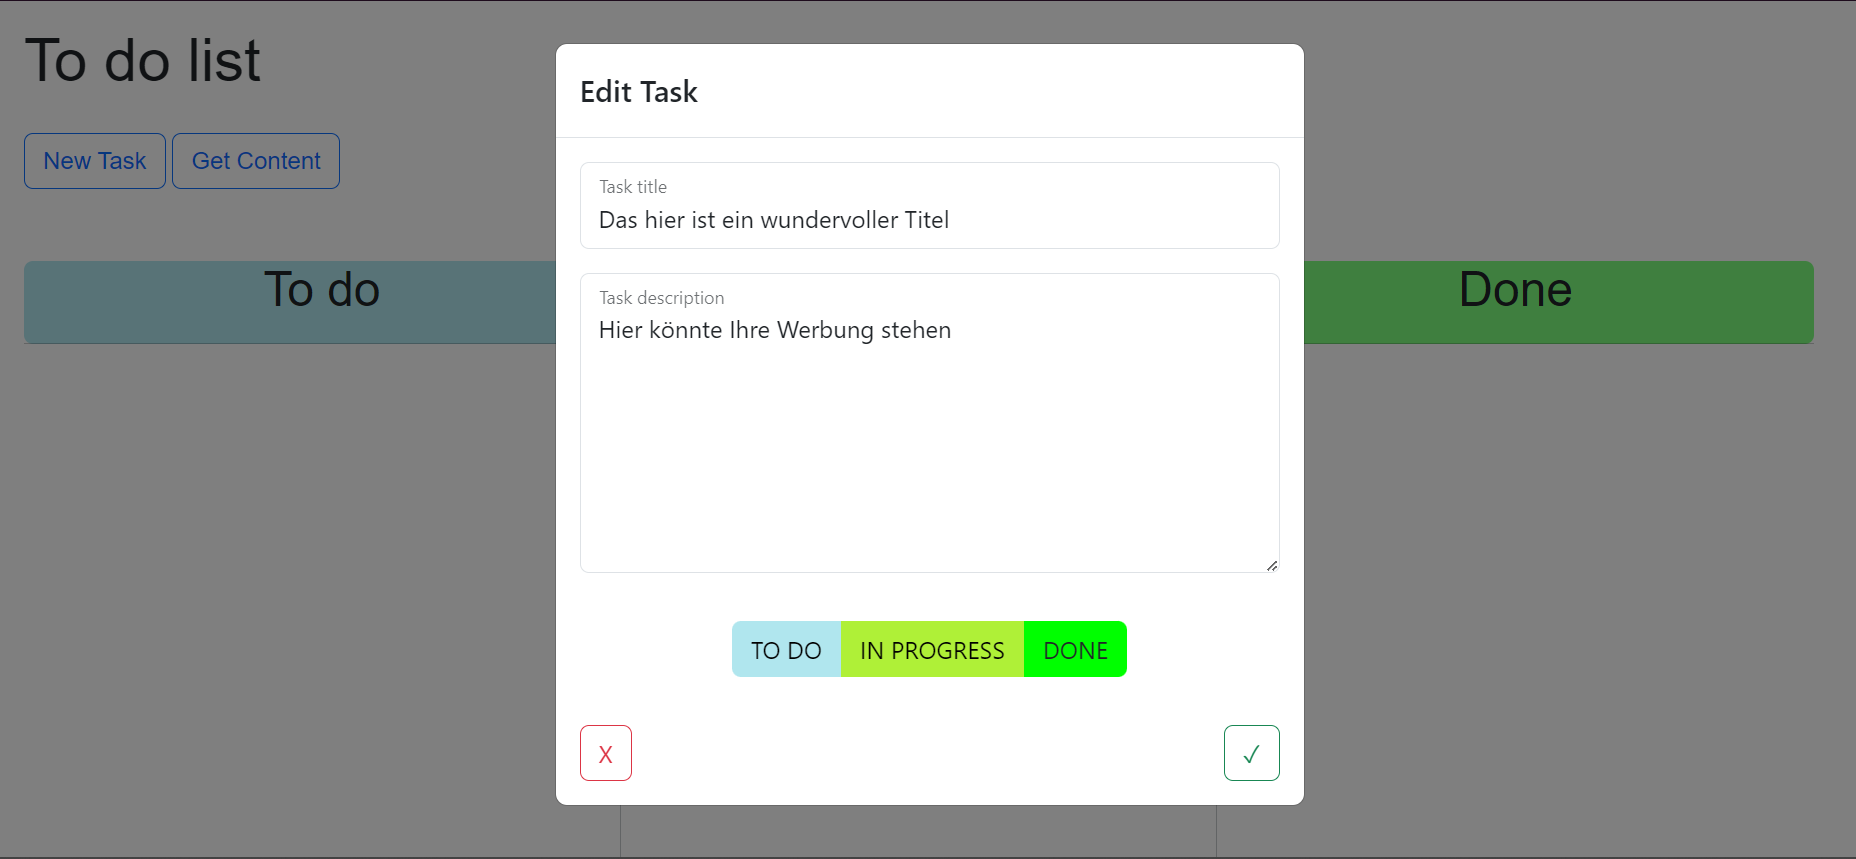 To do list
New Task
Get Content
To do
Done
Edit Task
Task title
Das hier ist ein wundervoller Titel
Task description
Hier könnte Ihre Werbung stehen
TO DO
IN PROGRESS
DONE
X
✓